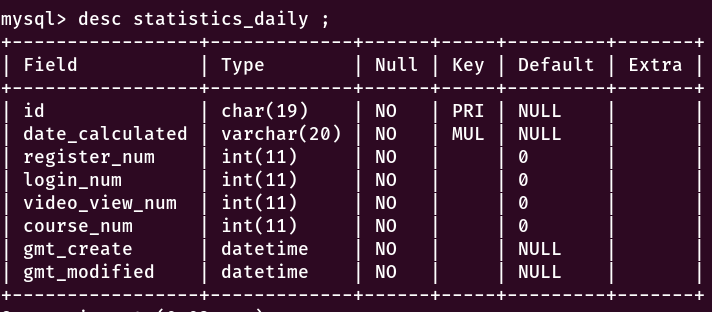 mysql> desc statistics_daily ;
+-----------------+-------------+------+-----+---------+-------+
| Field           | Type        | Null | Key | Default | Extra |
+-----------------+-------------+------+-----+---------+-------+
| id              | char(19)    | NO   | PRI | NULL    |       |
| date_calculated | varchar(20) | NO   | MUL | NULL    |       |
| register_num    | int(11)     | NO   |     | 0       |       |
| login_num       | int(11)     | NO   |     | 0       |       |
| video_view_num  | int(11)     | NO   |     | 0       |       |
| course_num      | int(11)     | NO   |     | 0       |       |
| gmt_create      | datetime    | NO   |     | NULL    |       |
| gmt_modified    | datetime    | NO   |     | NULL    |       |
+-----------------+-------------+------+-----+---------+-------+